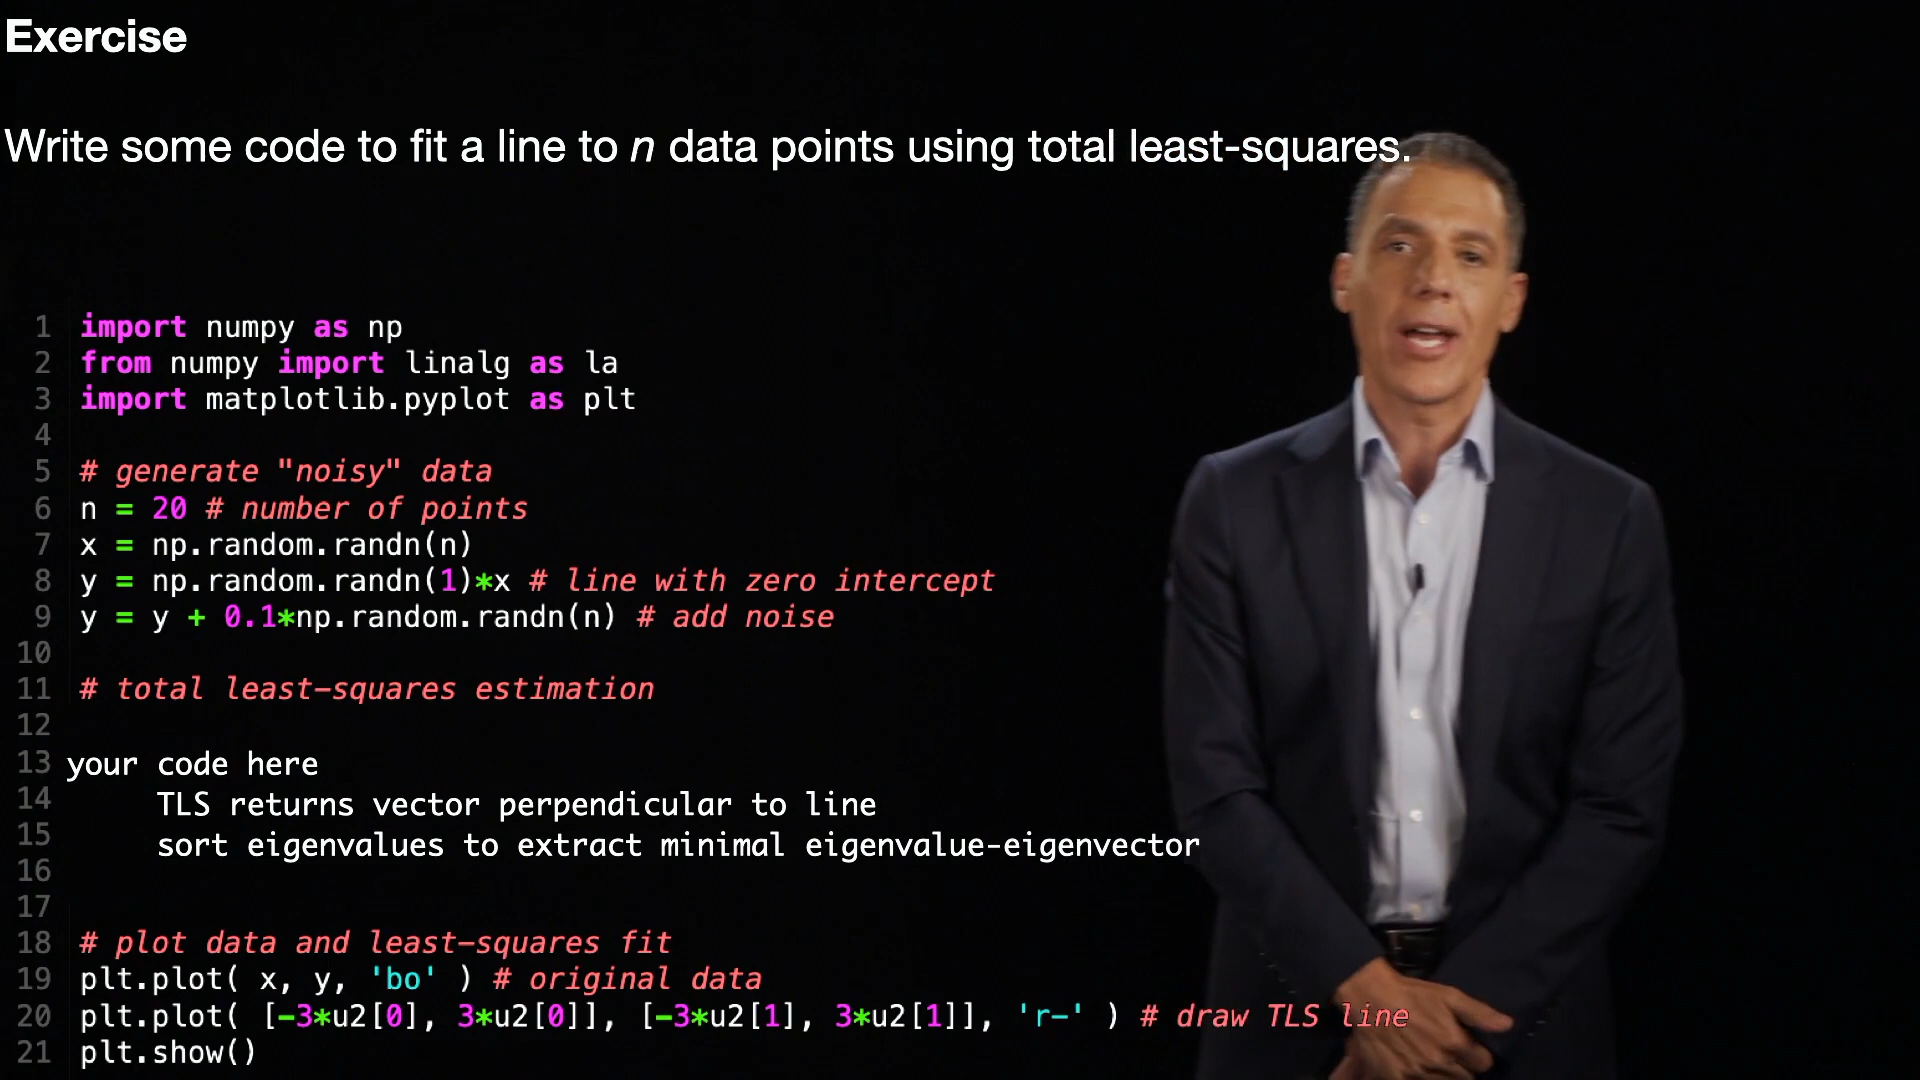 Exercise
Write some code to fit a line to n data points using total least-squares.
1 import numpy as np
2 from numpy import linalg as la
3 import matplotlib.pyplot as plt
4
5 # generate "noisy" data
6 n = 20 # number of points
7 x = np.random.randn(n)
8 y = np.random.randn(1)*x # line with zero intercept
9 y = y + 0.1*np.random.randn(n) # add noise
10
11 # total least-squares estimation
12
13 your code here
14 TLS returns vector perpendicular to line
15 sort eigenvalues to extract minimal eigenvalue-eigenvector
16
17
18 # plot data and least-squares fit
19 plt.plot( x, y, 'bo' ) # original data
20 plt.plot( [-3*u2[0], 3*u2[0]], [-3*u2[1], 3*u2[1]], 'r-' ) # draw TLS line
21 plt.show()